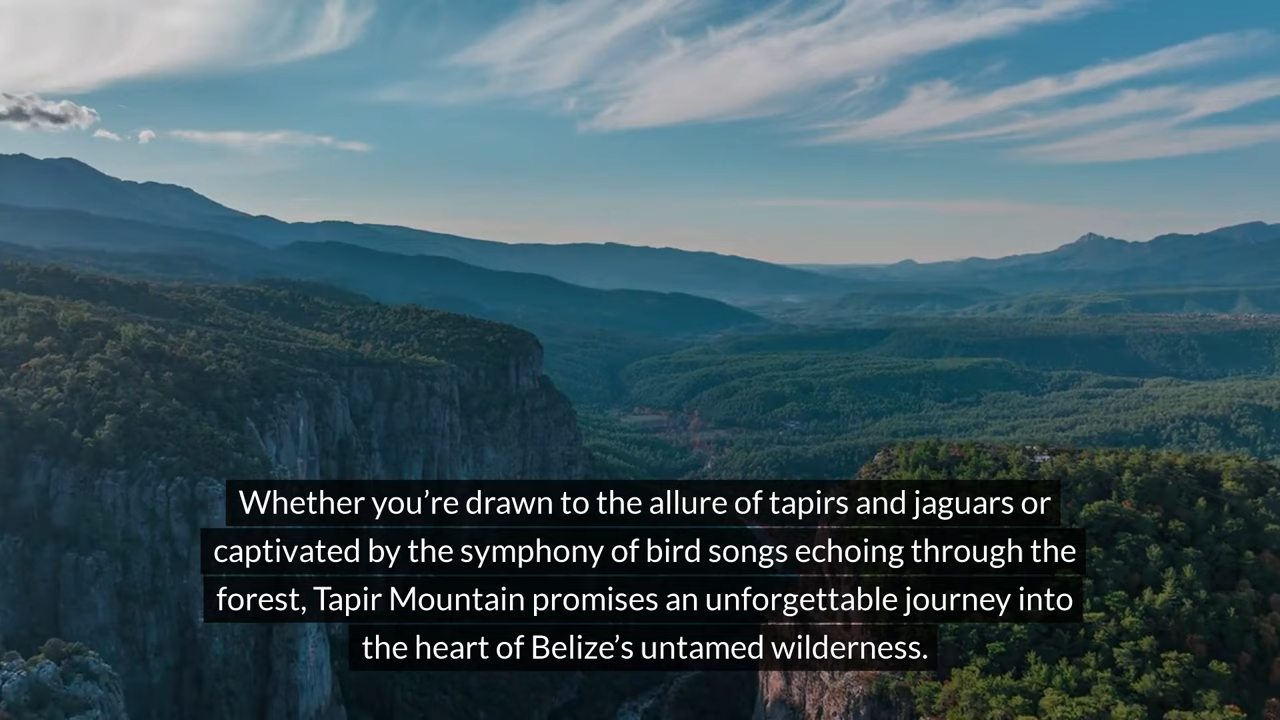 Whether you’re drawn to the allure of tapirs and jaguars or
captivated by the symphony of bird songs echoing through the
forest, Tapir Mountain promises an unforgettable journey into
the heart of Belize’s untamed wilderness.